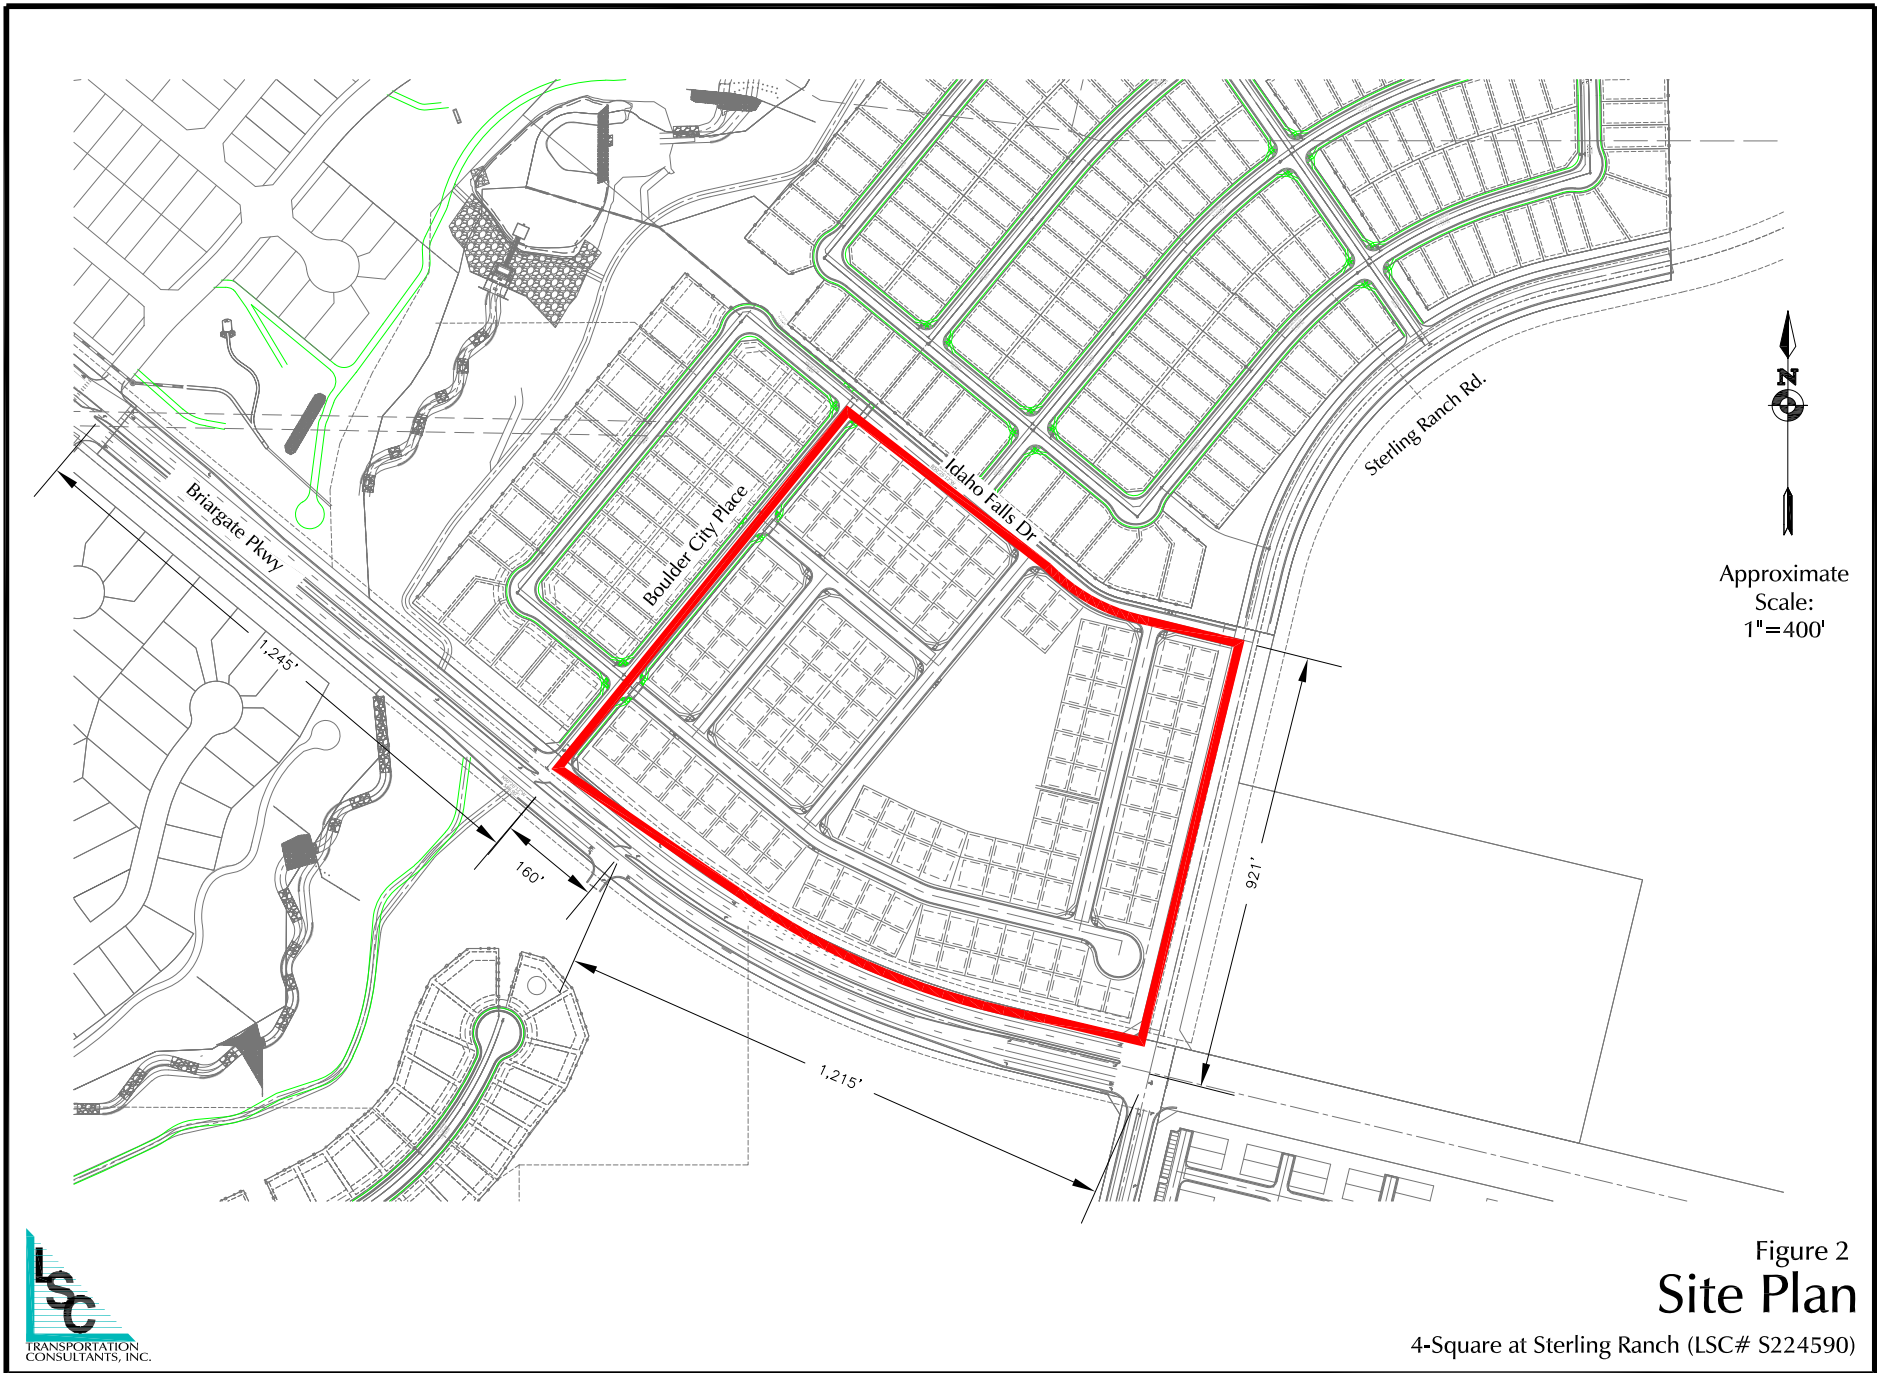 Briargate Pkwy
Boulder City Place
Idaho Falls Dr
Sterling Ranch Rd.
N
Approximate
Scale:
1"=400'
1,245'
160'
921'
1,215'
LSC
TRANSPORTATION
CONSULTANTS, INC.
Figure 2
Site Plan
4-Square at Sterling Ranch (LSC# S224590)